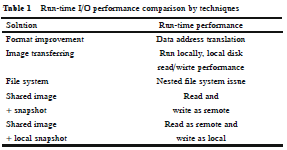 Table 1 Run-time I/O performance comparison by techniques
Solution Run-time performance
Format improvement Data address translation
Image transferring Run locally, local disk
read/wirte performance
File system Nested file system issne
Shared image Read and
+ snapshot write as remote
Shared image Read as remote and
+ local snapshot write as local